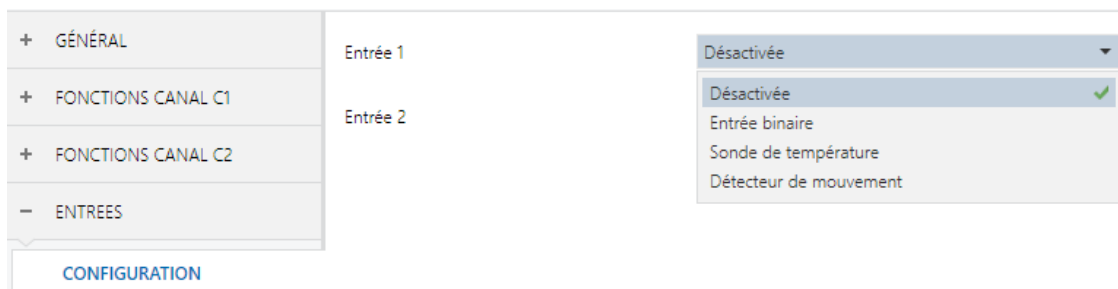 + GÉNÉRAL
+ FONCTIONS CANAL C1
+ FONCTIONS CANAL C2
− ENTREES
CONFIGURATION
Entrée 1
Désactivée
Désactivée
Entrée binaire
Sonde de température
Détecteur de mouvement
Entrée 2